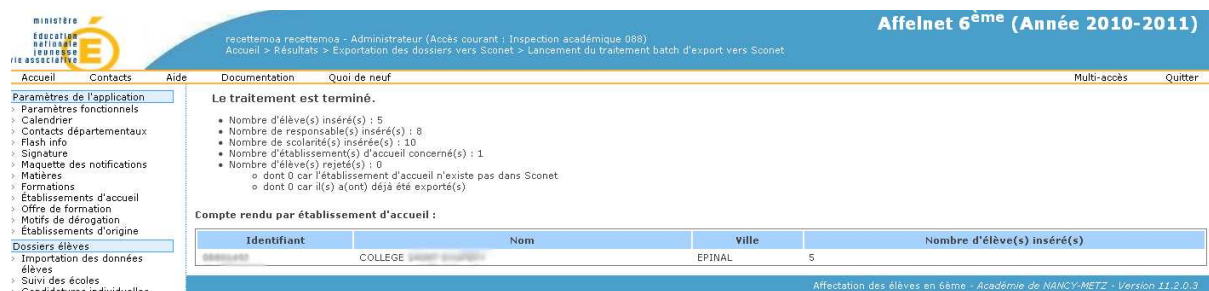 ministère
éducation
nationale
jeunesse
vie associative
Affelnet 6ème (Année 2010-2011)
recettemoa recettemoa - Administrateur (Accès courant : Inspection académique 088)
Accueil > Résultats > Exportation des dossiers vers Sconet > Lancement du traitement batch d'export vers Sconet
Accueil Contacts Aide Documentation Quoi de neuf Multi-accès Quitter
Paramètres de l'application
› Paramètres fonctionnels
› Calendrier
› Contacts départementaux
› Flash info
› Signature
› Maquette des notifications
› Matières
› Formations
› Établissements d'accueil
› Offre de formation
› Motifs de dérogation
› Établissements d'origine
Dossiers élèves
› Importation des données
élèves
› Suivi des écoles
› Candidatures individuelles
Le traitement est terminé.
• Nombre d'élève(s) inséré(s) : 5
• Nombre de responsable(s) inséré(s) : 8
• Nombre de scolarité(s) insérée(s) : 10
• Nombre d'établissement(s) d'accueil concerné(s) : 1
• Nombre d'élève(s) rejeté(s) : 0
o dont 0 car l'établissement d'accueil n'existe pas dans Sconet
o dont 0 car il(s) a(ont) déjà été exporté(s)
Compte rendu par établissement d'accueil :
Identifiant Nom Ville Nombre d'élève(s) inséré(s)
COLLEGE EPINAL 5
Affectation des élèves en 6ème - Académie de NANCY-METZ - Version 11.2.0.3